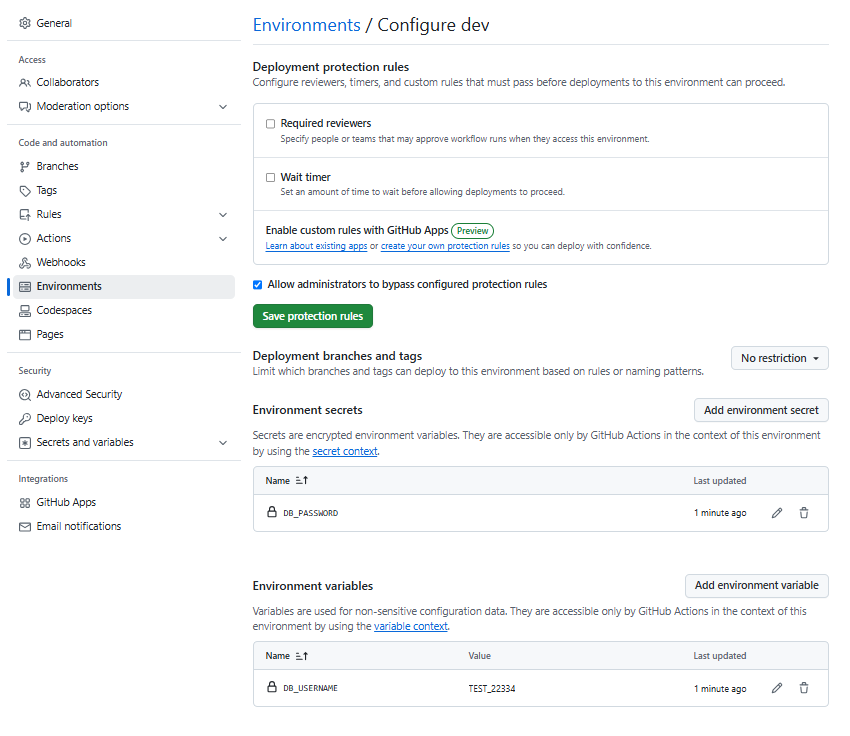 General
Access
Collaborators
Moderation options
Code and automation
Branches
Tags
Rules
Actions
Webhooks
Environments
Codespaces
Pages
Security
Advanced Security
Deploy keys
Secrets and variables
Integrations
GitHub Apps
Email notifications
Environments / Configure dev
Deployment protection rules
Configure reviewers, timers, and custom rules that must pass before deployments to this environment can proceed.
Required reviewers
Specify people or teams that may approve workflow runs when they access this environment.
Wait timer
Set an amount of time to wait before allowing deployments to proceed.
Enable custom rules with GitHub Apps Preview
Learn about existing apps or create your own protection rules so you can deploy with confidence.
Allow administrators to bypass configured protection rules
Save protection rules
Deployment branches and tags
Limit which branches and tags can deploy to this environment based on rules or naming patterns.
No restriction
Environment secrets
Add environment secret
Secrets are encrypted environment variables. They are accessible only by GitHub Actions in the context of this environment
by using the secret context.
Name Last updated
DB_PASSWORD 1 minute ago
Environment variables
Add environment variable
Variables are used for non-sensitive configuration data. They are accessible only by GitHub Actions in the context of this
environment by using the variable context.
Name Value Last updated
DB_USERNAME TEST_22334 1 minute ago